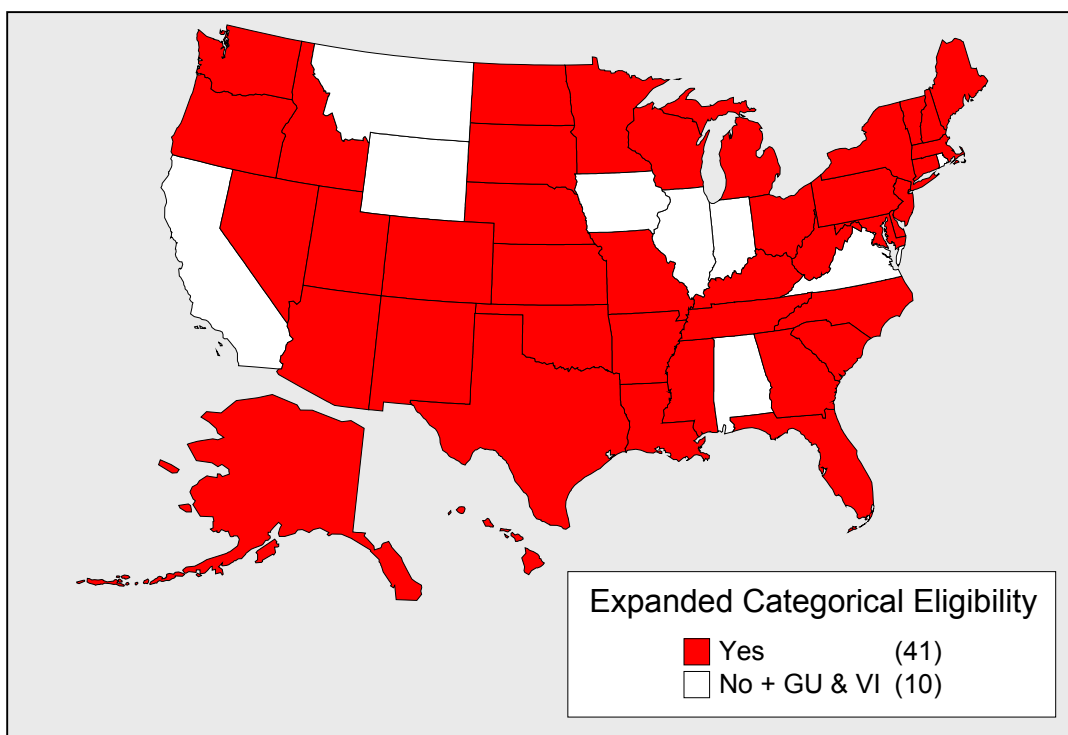 Expanded Categorical Eligibility
Yes (41)
No + GU & VI (10)